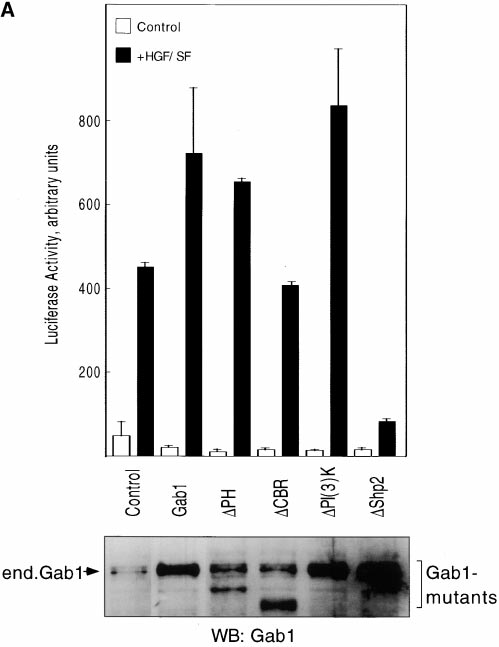 A
Control
+HGF/ SF
Luciferase Activity, arbitrary units
800
600
400
200
Control
Gab1
ΔPH
ΔCBR
ΔPI(3)K
ΔShp2
end.Gab1
Gab1-
mutants
WB: Gab1